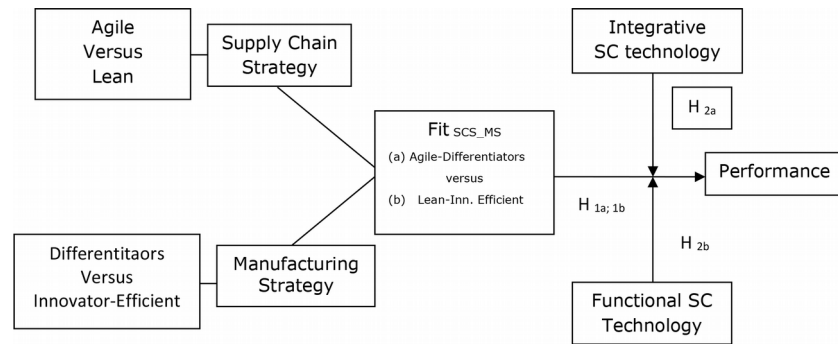 Agile
Versus
Lean
Supply Chain
Strategy
Integrative
SC technology
H 2a
Fit SCS_MS
(a) Agile-Differentiators
versus
(b) Lean-Inn. Efficient
Performance
H 1a; 1b
Differentitaors
Versus
Innovator-Efficient
Manufacturing
Strategy
H 2b
Functional SC
Technology